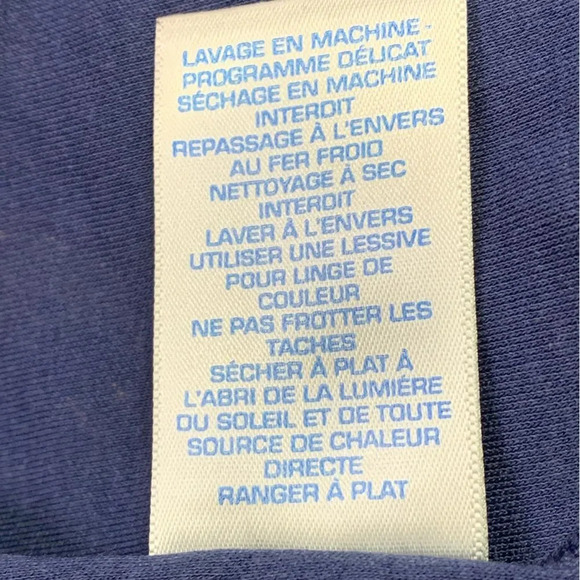 LAVAGE EN MACHINE -
PROGRAMME DÉLICAT
SÉCHAGE EN MACHINE
INTERDIT
REPASSAGE À L'ENVERS
AU FER FROID
NETTOYAGE À SEC
INTERDIT
LAVER À L'ENVERS
UTILISER UNE LESSIVE
POUR LINGE DE
COULEUR
NE PAS FROTTER LES
TACHES
SÉCHER À PLAT À
L'ABRI DE LA LUMIÈRE
DU SOLEIL ET DE TOUTE
SOURCE DE CHALEUR
DIRECTE
RANGER À PLAT